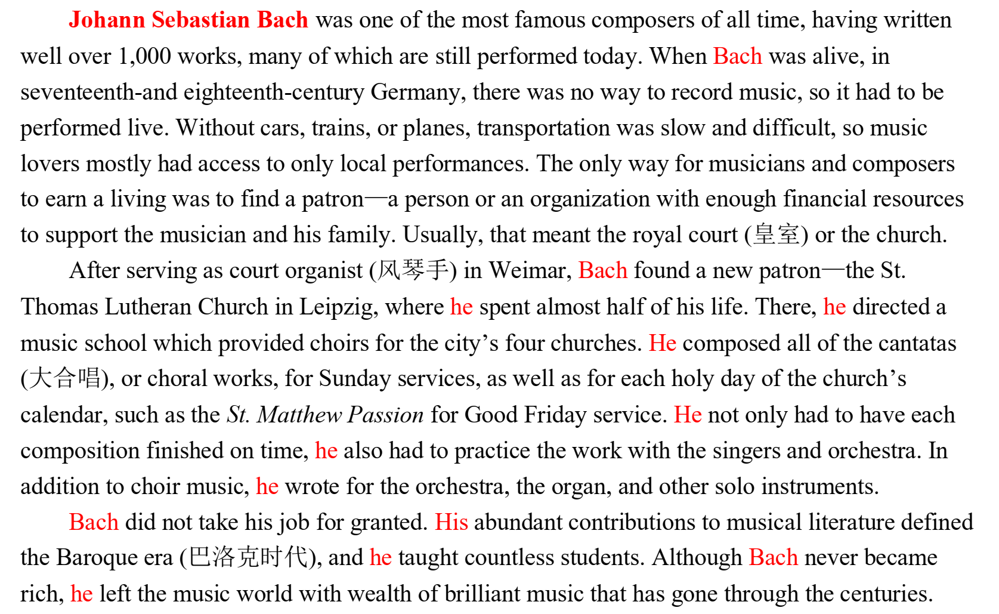 Johann Sebastian Bach was one of the most famous composers of all time, having written
well over 1,000 works, many of which are still performed today. When Bach was alive, in
seventeenth-and eighteenth-century Germany, there was no way to record music, so it had to be
performed live. Without cars, trains, or planes, transportation was slow and difficult, so music
lovers mostly had access to only local performances. The only way for musicians and composers
to earn a living was to find a patron—a person or an organization with enough financial resources
to support the musician and his family. Usually, that meant the royal court (皇室) or the church.
After serving as court organist (风琴手) in Weimar, Bach found a new patron—the St.
Thomas Lutheran Church in Leipzig, where he spent almost half of his life. There, he directed a
music school which provided choirs for the city’s four churches. He composed all of the cantatas
(大合唱), or choral works, for Sunday services, as well as for each holy day of the church’s
calendar, such as the St. Matthew Passion for Good Friday service. He not only had to have each
composition finished on time, he also had to practice the work with the singers and orchestra. In
addition to choir music, he wrote for the orchestra, the organ, and other solo instruments.
Bach did not take his job for granted. His abundant contributions to musical literature defined
the Baroque era (巴洛克时代), and he taught countless students. Although Bach never became
rich, he left the music world with wealth of brilliant music that has gone through the centuries.